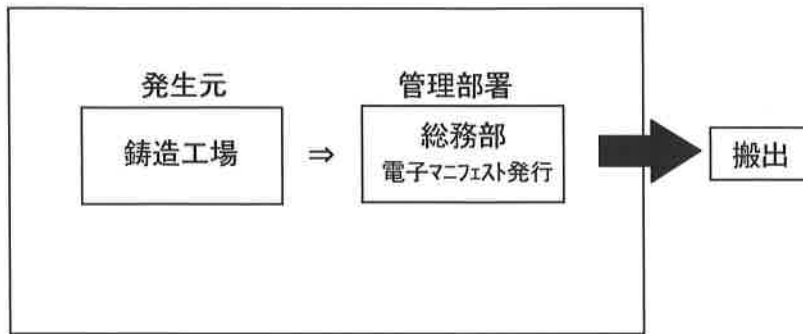 発生元
管理部署
鋳造工場
⇒
総務部
電子マニフェスト発行
搬出